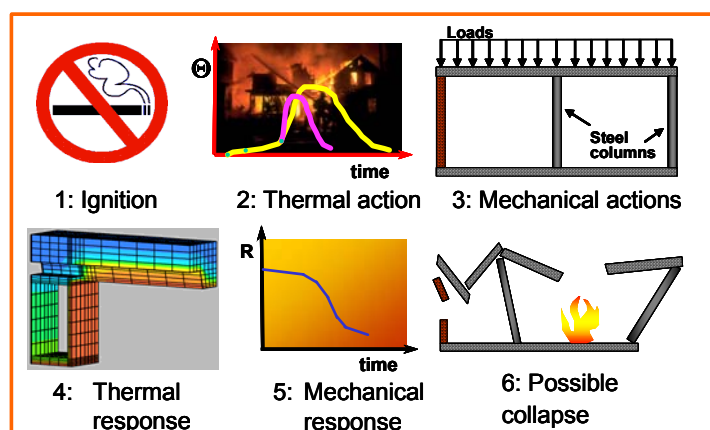 Loads
Θ
Steel
columns
time
1: Ignition
2: Thermal action
3: Mechanical actions
R
time
4: Thermal
response
5: Mechanical
response
6: Possible
collapse